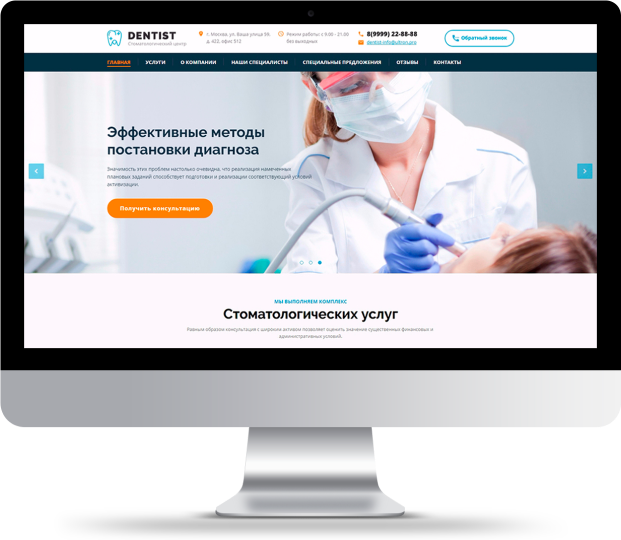 DENTIST
Стоматологический центр
г. Москва, ул. Ваша улица 99,
д. 422, офис 512
Режим работы: с 9:00 - 21:00
без выходных
8(9999) 22-88-88
dentist-info@ukron.pro
Обратный звонок
ГЛАВНАЯ УСЛУГИ О КОМПАНИИ НАШИ СПЕЦИАЛИСТЫ СПЕЦИАЛЬНЫЕ ПРЕДЛОЖЕНИЯ ОТЗЫВЫ КОНТАКТЫ
Эффективные методы
постановки диагноза
Значимость этих проблем настолько очевидна, что реализация намеченных
плановых заданий способствует подготовки и реализации соответствующий условий
активизации.
Получить консультацию
МЫ ВЫПОЛНЯЕМ КОМПЛЕКС
Стоматологических услуг
Равным образом консультация с широким активом позволяет оценить значение существенных финансовых и
административных условий.